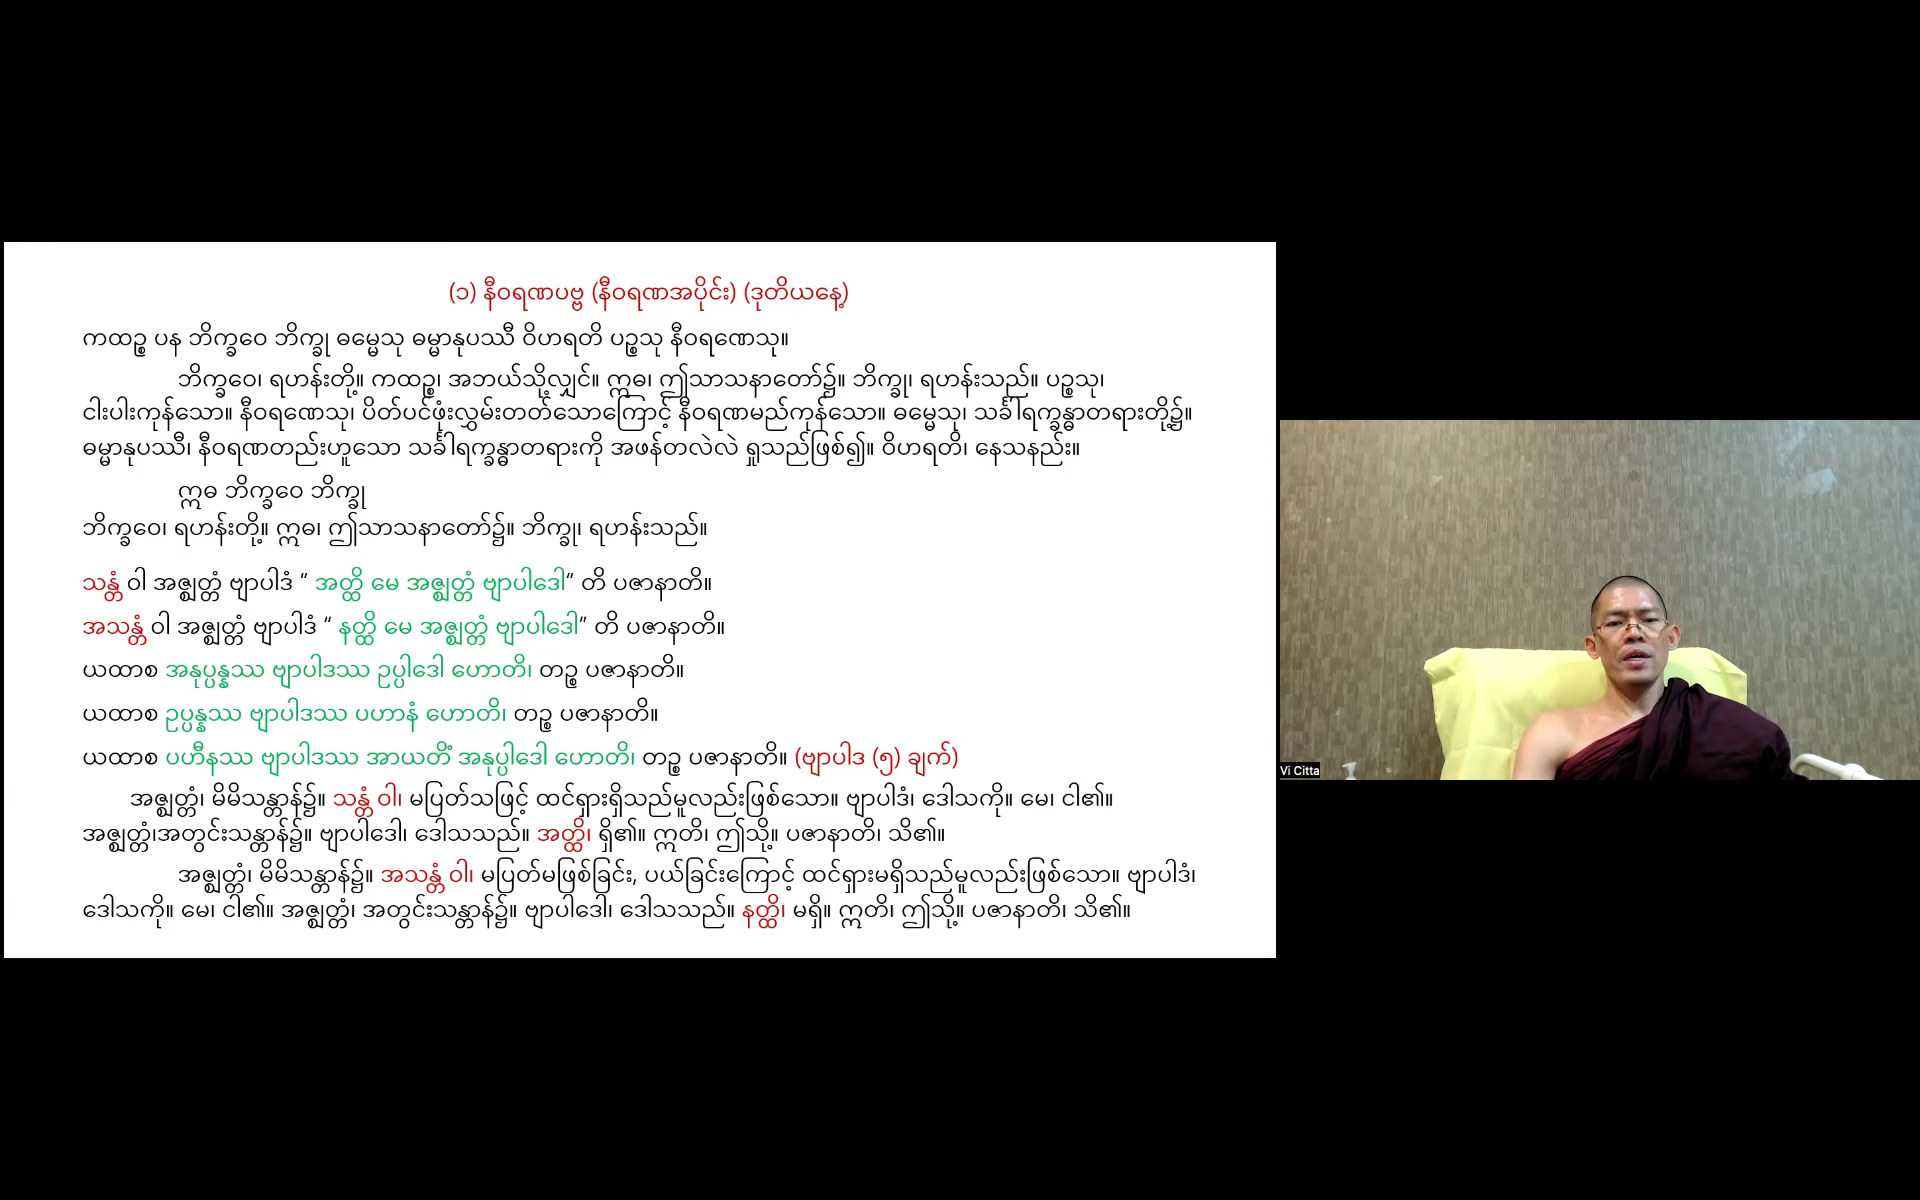 (၁) နီဝရဏပဗ္ဗ (နီဝရဏအပိုင်း) (ဒုတိယနေ့)
ကထဉ္စ ပန ဘိက္ခဝေ ဘိက္ခု ဓမ္မေသု ဓမ္မာနုပဿီ ဝိဟရတိ ပဉ္စသု နီဝရဏေသု။
ဘိက္ခဝေ၊ ရဟန်းတို့။ ကထဉ္စ၊ အဘယ်သို့လျှင်။ ဣဓ၊ ဤသာသနာတော်၌။ ဘိက္ခု၊ ရဟန်းသည်။ ပဉ္စသု၊
ငါးပါးကုန်သော။ နီဝရဏေသု၊ ပိတ်ပင်ဖုံးလွှမ်းတတ်သောကြောင့် နီဝရဏမည်ကုန်သော။ ဓမ္မေသု၊ သင်္ခါရက္ခန္ဓာတရားတို့၌။
ဓမ္မာနုပဿီ၊ နီဝရဏတည်းဟူသော သင်္ခါရက္ခန္ဓာတရားကို အဖန်တလဲလဲ ရှုသည်ဖြစ်၍။ ဝိဟရတိ၊ နေသနည်း။
ဣဓ ဘိက္ခဝေ ဘိက္ခု
ဘိက္ခဝေ၊ ရဟန်းတို့။ ဣဓ၊ ဤသာသနာတော်၌။ ဘိက္ခု၊ ရဟန်းသည်။
သန္တံ ဝါ အဇ္ဈတ္တံ ဗျာပါဒံ “ အတ္ထိ မေ အဇ္ဈတ္တံ ဗျာပါဒေါ” တိ ပဇာနာတိ။
အသန္တံ ဝါ အဇ္ဈတ္တံ ဗျာပါဒံ “ နတ္ထိ မေ အဇ္ဈတ္တံ ဗျာပါဒေါ” တိ ပဇာနာတိ။
ယထာစ အနုပ္ပန္နဿ ဗျာပါဒဿ ဥပ္ပါဒေါ ဟောတိ၊ တဉ္စ ပဇာနာတိ။
ယထာစ ဥပ္ပန္နဿ ဗျာပါဒဿ ပဟာနံ ဟောတိ၊ တဉ္စ ပဇာနာတိ။
ယထာစ ပဟီနဿ ဗျာပါဒဿ အာယတိံ အနုပ္ပါဒေါ ဟောတိ၊ တဉ္စ ပဇာနာတိ။ (ဗျာပါဒ (၅) ချက်)
အဇ္ဈတ္တံ၊ မိမိသန္တာန်၌။ သန္တံ ဝါ၊ မပြတ်သဖြင့် ထင်ရှားရှိသည်မူလည်းဖြစ်သော။ ဗျာပါဒံ၊ ဒေါသကို။ မေ၊ ငါ၏။
အဇ္ဈတ္တံ၊အတွင်းသန္တာန်၌။ ဗျာပါဒေါ၊ ဒေါသသည်။ အတ္ထိ၊ ရှိ၏။ ဣတိ၊ ဤသို့။ ပဇာနာတိ၊ သိ၏။
အဇ္ဈတ္တံ၊ မိမိသန္တာန်၌။ အသန္တံ ဝါ၊ မပြတ်မဖြစ်ခြင်း, ပယ်ခြင်းကြောင့် ထင်ရှားမရှိသည်မူလည်းဖြစ်သော။ ဗျာပါဒံ၊
ဒေါသကို။ မေ၊ ငါ၏။ အဇ္ဈတ္တံ၊ အတွင်းသန္တာန်၌။ ဗျာပါဒေါ၊ ဒေါသသည်။ နတ္ထိ၊ မရှိ။ ဣတိ၊ ဤသို့။ ပဇာနာတိ၊ သိ၏။
Vi Citta